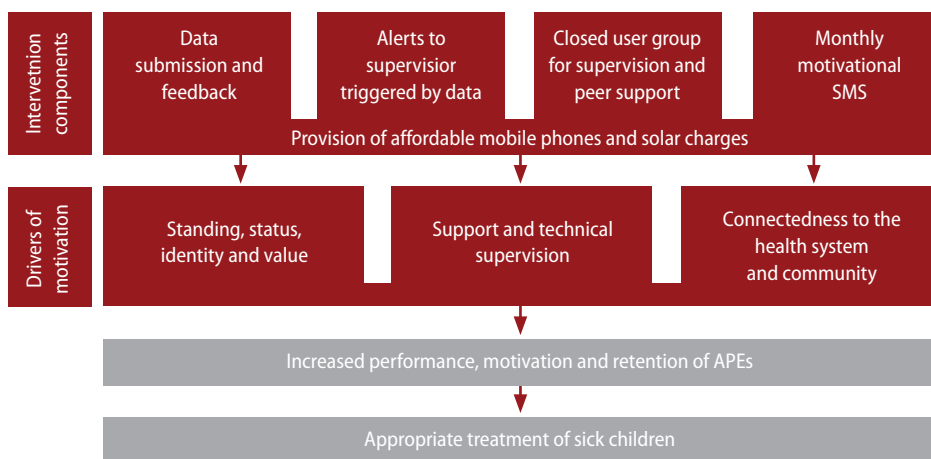 Intervetnion
components
Data
submission and
feedback
Alerts to
supervisior
triggered by data
Closed user group
for supervision and
peer support
Monthly
motivational
SMS
Provision of affordable mobile phones and solar charges
Drivers of
motivation
Standing, status,
identity and value
Support and technical
supervision
Connectedness to the
health system
and community
Increased performance, motivation and retention of APEs
Appropriate treatment of sick children